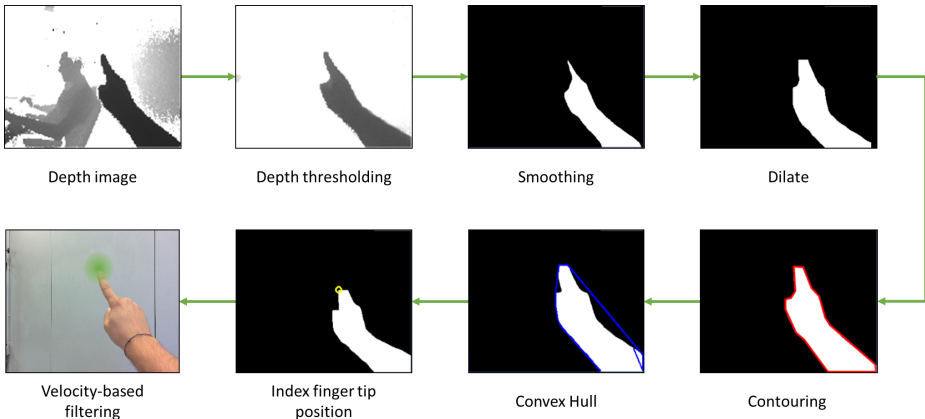 Depth image
Depth thresholding
Smoothing
Dilate
Velocity-based
filtering
Index finger tip
position
Convex Hull
Contouring